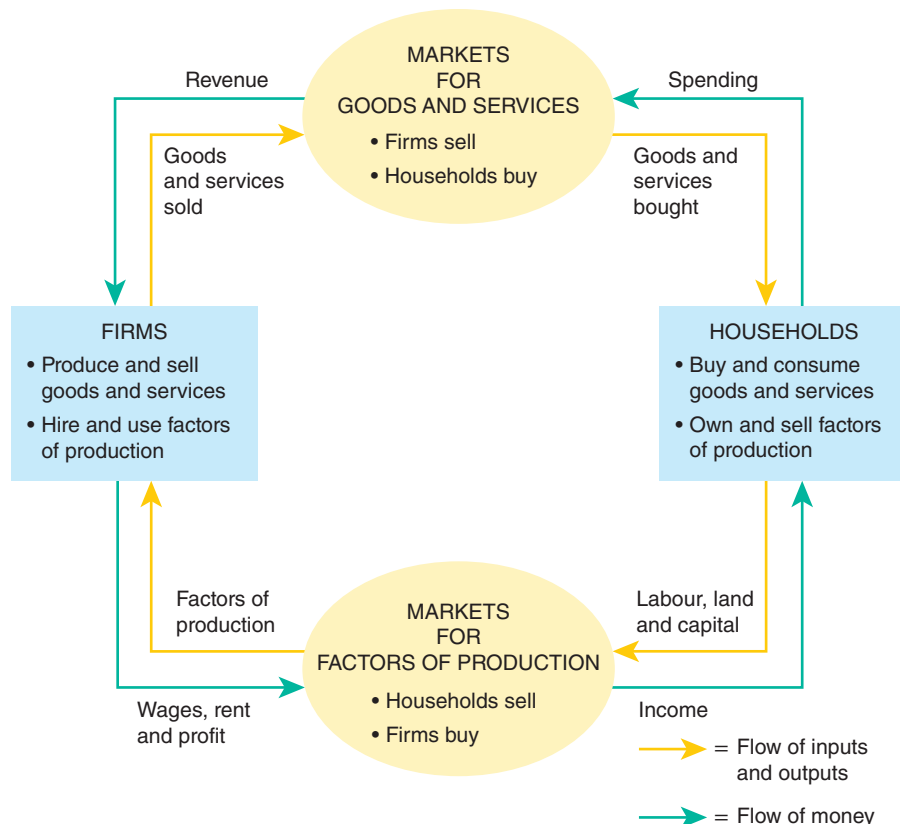 MARKETS
FOR
GOODS AND SERVICES
• Firms sell
• Households buy
Revenue
Spending
Goods
and services
sold
Goods and
services
bought
FIRMS
• Produce and sell
goods and services
• Hire and use factors
of production
HOUSEHOLDS
• Buy and consume
goods and services
• Own and sell factors
of production
Factors of
production
Labour, land
and capital
MARKETS
FOR
FACTORS OF PRODUCTION
• Households sell
• Firms buy
Wages, rent
and profit
Income
= Flow of inputs
and outputs
= Flow of money